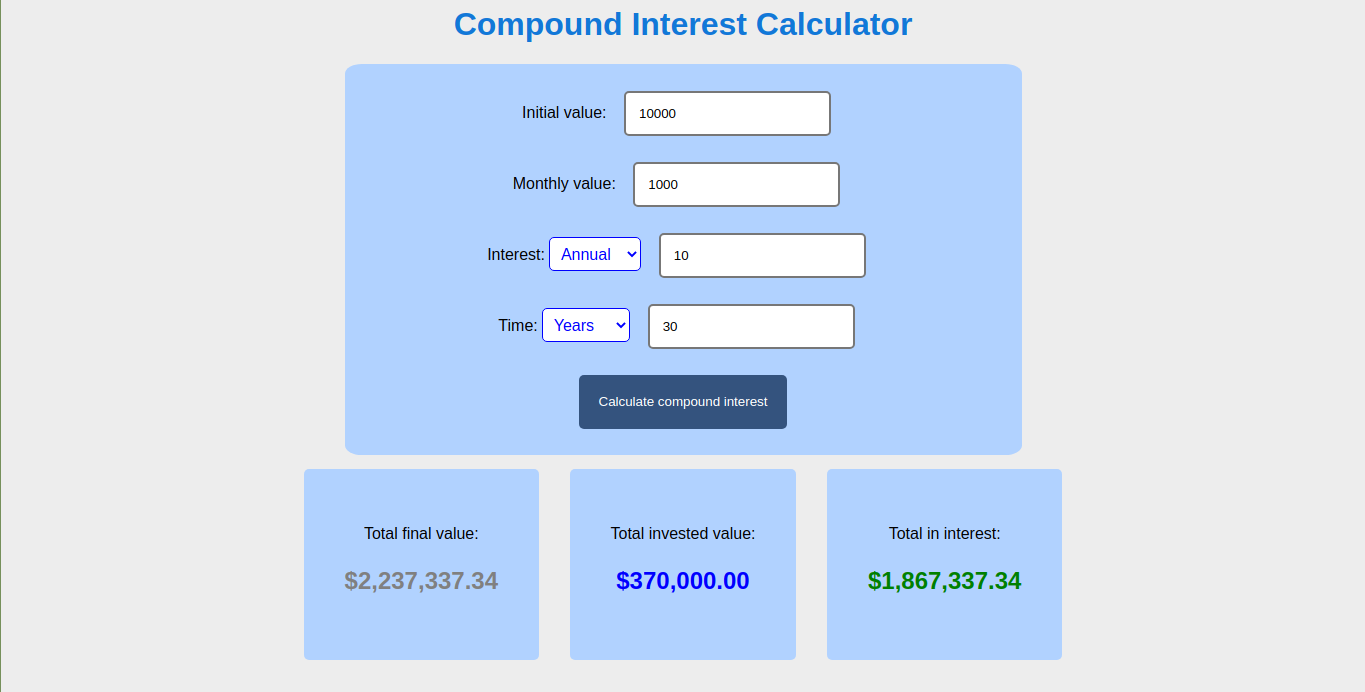 Compound Interest Calculator
Initial value: 10000
Monthly value: 1000
Interest: Annual 10
Time: Years 30
Calculate compound interest
Total final value: Total invested value: Total in interest:
$2,237,337.34 $370,000.00 $1,867,337.34